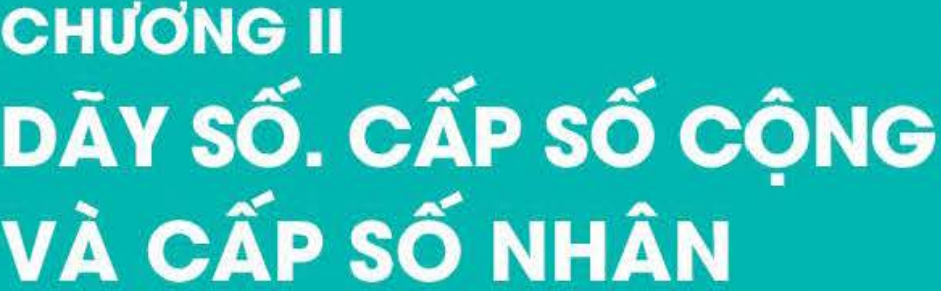 CHƯƠNG II
DÃY SỐ. CẤP SỐ CỘNG
VÀ CẤP SỐ NHÂN